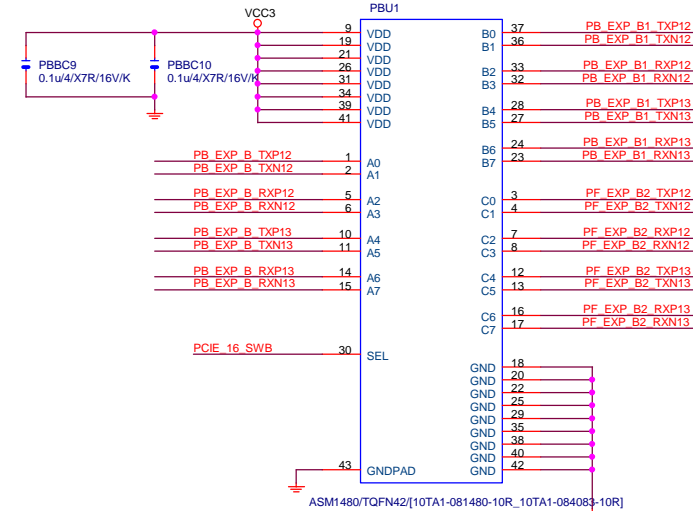 PBU1
VCC3
PBBC9
0.1u/4/X7R/16V/K
PBBC10
0.1u/4/X7R/16V/K
9 VDD
19 VDD
21 VDD
26 VDD
31 VDD
34 VDD
39 VDD
41 VDD
PB_EXP_B_TXP12 1 A0
PB_EXP_B_TXN12 2 A1
PB_EXP_B_RXP12 5 A2
PB_EXP_B_RXN12 6 A3
PB_EXP_B_TXP13 10 A4
PB_EXP_B_TXN13 11 A5
PB_EXP_B_RXP13 14 A6
PB_EXP_B_RXN13 15 A7
PCIE_16_SWB 30 SEL
43 GNDPAD
B0 37 PB_EXP_B1_TXP12
B1 36 PB_EXP_B1_TXN12
B2 33 PB_EXP_B1_RXP12
B3 32 PB_EXP_B1_RXN12
B4 28 PB_EXP_B1_TXP13
B5 27 PB_EXP_B1_TXN13
B6 24 PB_EXP_B1_RXP13
B7 23 PB_EXP_B1_RXN13
C0 3 PF_EXP_B2_TXP12
C1 4 PF_EXP_B2_TXN12
C2 7 PF_EXP_B2_RXP12
C3 8 PF_EXP_B2_RXN12
C4 12 PF_EXP_B2_TXP13
C5 13 PF_EXP_B2_TXN13
C6 16 PF_EXP_B2_RXP13
C7 17 PF_EXP_B2_RXN13
GND 18
GND 20
GND 22
GND 25
GND 29
GND 35
GND 38
GND 40
GND 42
ASM1480/TQFN42/[10TA1-081480-10R_10TA1-084083-10R]